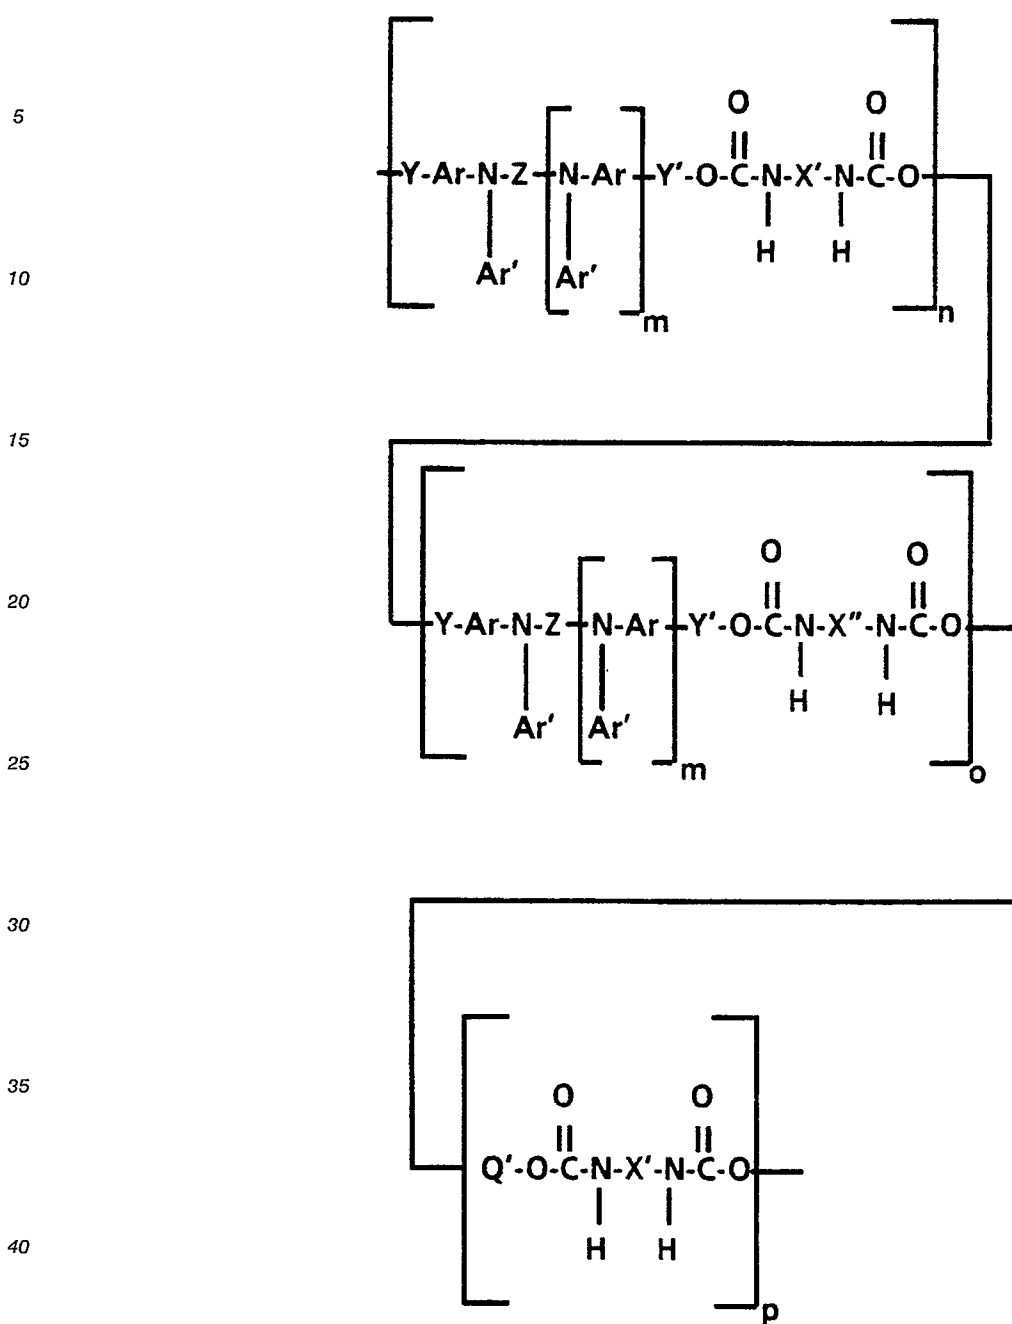 5
O O
|| ||
Y-Ar-N-Z N-Ar Y'-O-C-N-X'-N-C-O
H H
Ar' Ar'
10
m n
15
O O
|| ||
20
Y-Ar-N-Z N-Ar Y'-O-C-N-X''-N-C-O
H H
Ar' Ar'
25
m o
30
35
O O
|| ||
Q'-O-C-N-X'-N-C-O
H H
40
p